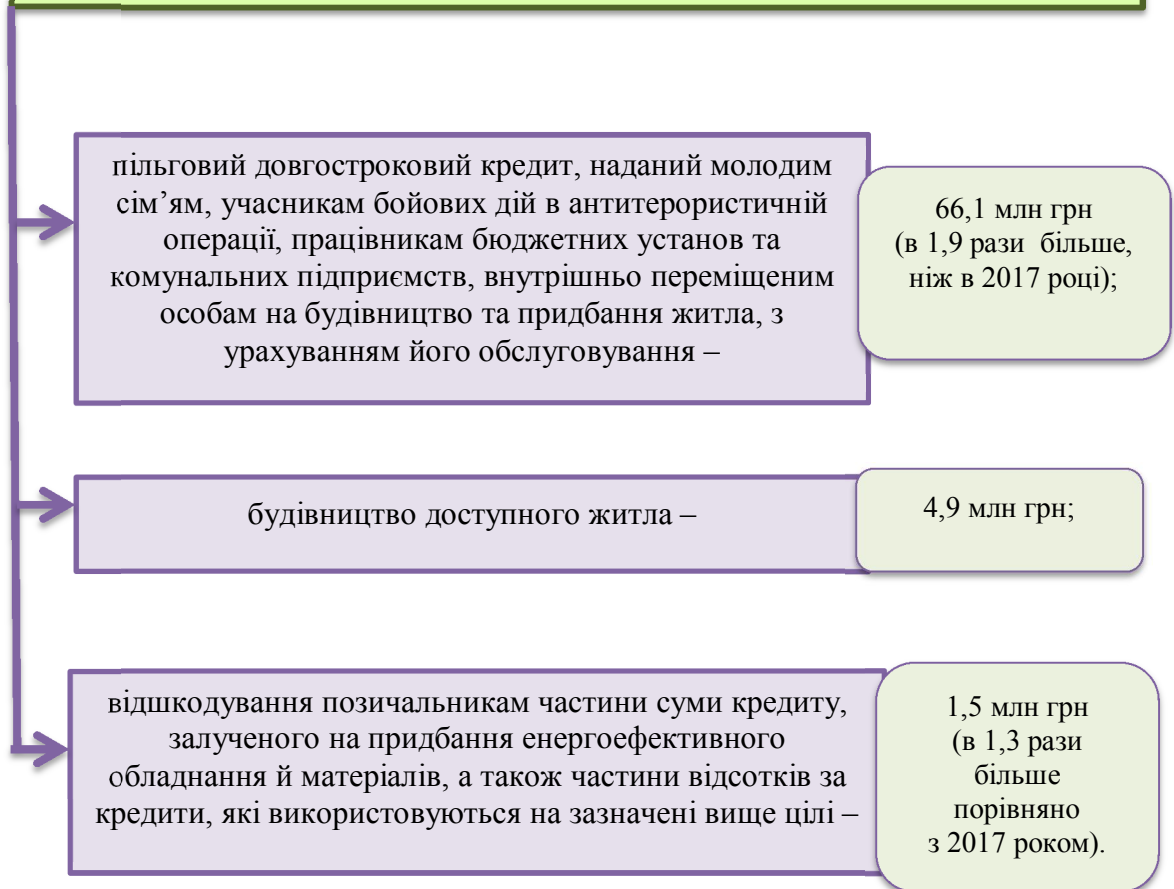 пільговий довгостроковий кредит, наданий молодим
сім’ям, учасникам бойових дій в антитерористичній
операції, працівникам бюджетних установ та
комунальних підприємств, внутрішньо переміщеним
особам на будівництво та придбання житла, з
урахуванням його обслуговування –
66,1 млн грн
(в 1,9 рази  більше,
ніж в 2017 році);
будівництво доступного житла –
4,9 млн грн;
відшкодування позичальникам частини суми кредиту,
залученого на придбання енергоефективного
обладнання й матеріалів, а також частини відсотків за
кредити, які використовуються на зазначені вище цілі –
1,5 млн грн
(в 1,3 рази
більше
порівняно
з 2017 роком).